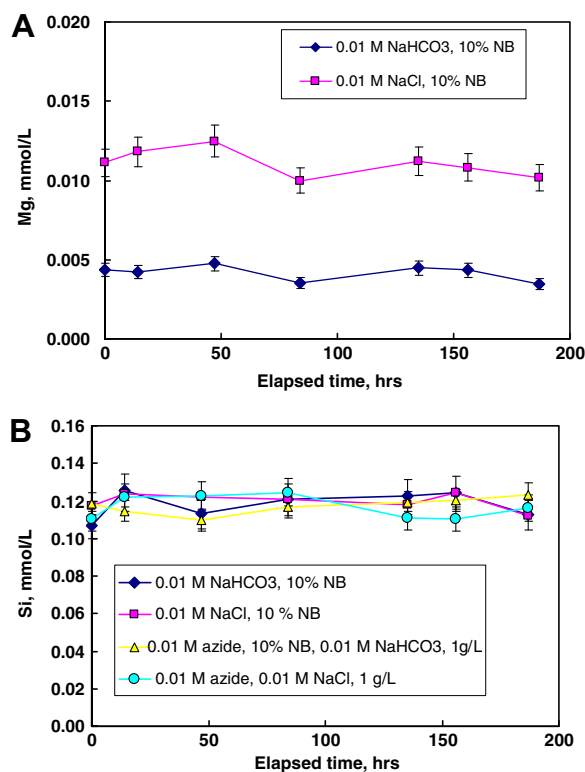 A
0.020
0.015
0.010
0.005
0.000
Mg, mmol/L
0.01 M NaHCO3, 10% NB
0.01 M NaCl, 10% NB
0 50 100 150 200
Elapsed time, hrs
B
0.16
0.14
0.12
0.10
0.08
0.06
0.04
0.02
0.00
Si, mmol/L
0.01 M NaHCO3, 10% NB
0.01 M NaCl, 10 % NB
0.01 M azide, 10% NB, 0.01 M NaHCO3, 1g/L
0.01 M azide, 0.01 M NaCl, 1 g/L
0 50 100 150 200
Elapsed time, hrs